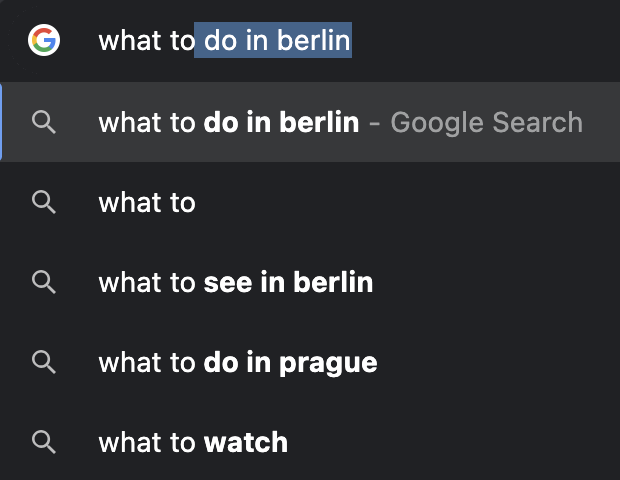 what to do in berlin
what to do in berlin - Google Search
what to
what to see in berlin
what to do in prague
what to watch